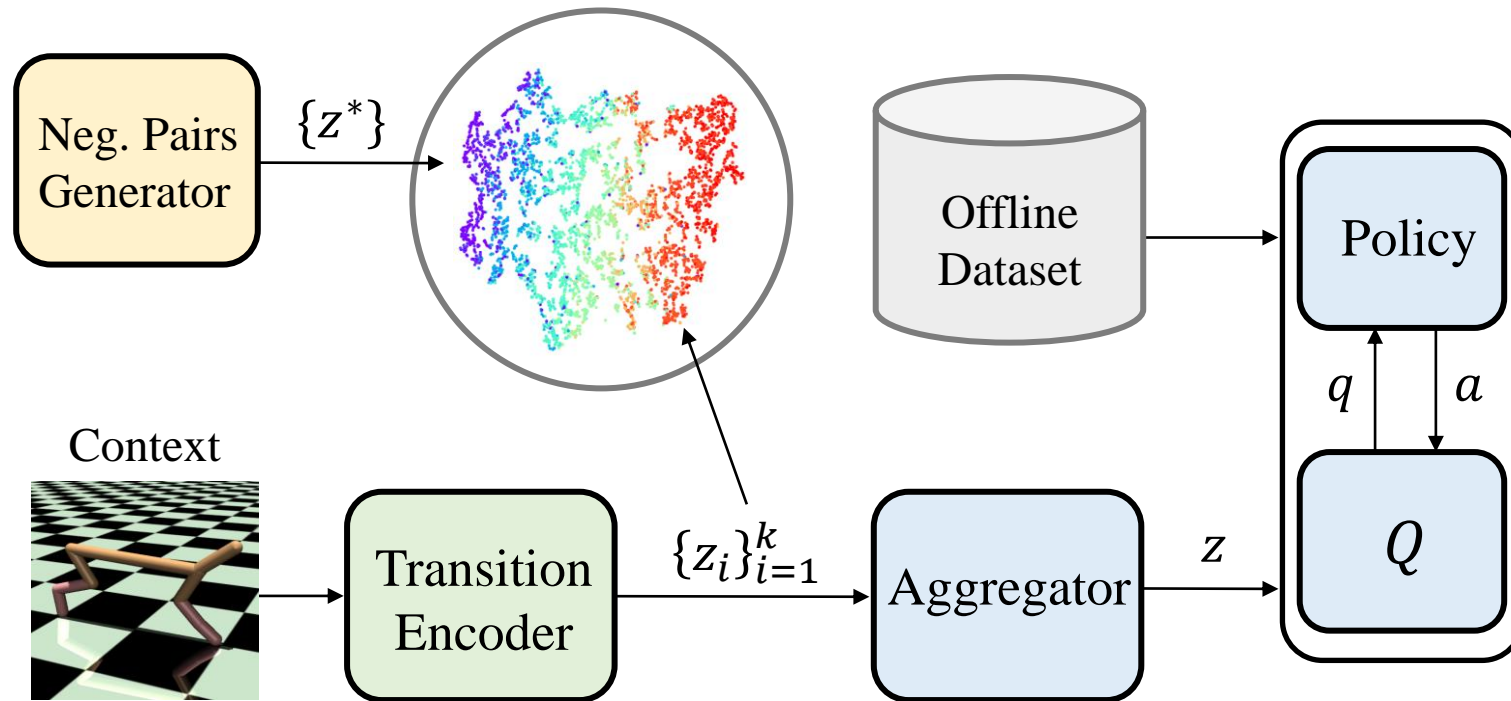 Neg. Pairs
Generator
{z*}
Offline
Dataset
Policy
q
a
Context
Transition
Encoder
{z_i}_{i=1}^k
Aggregator
z
Q